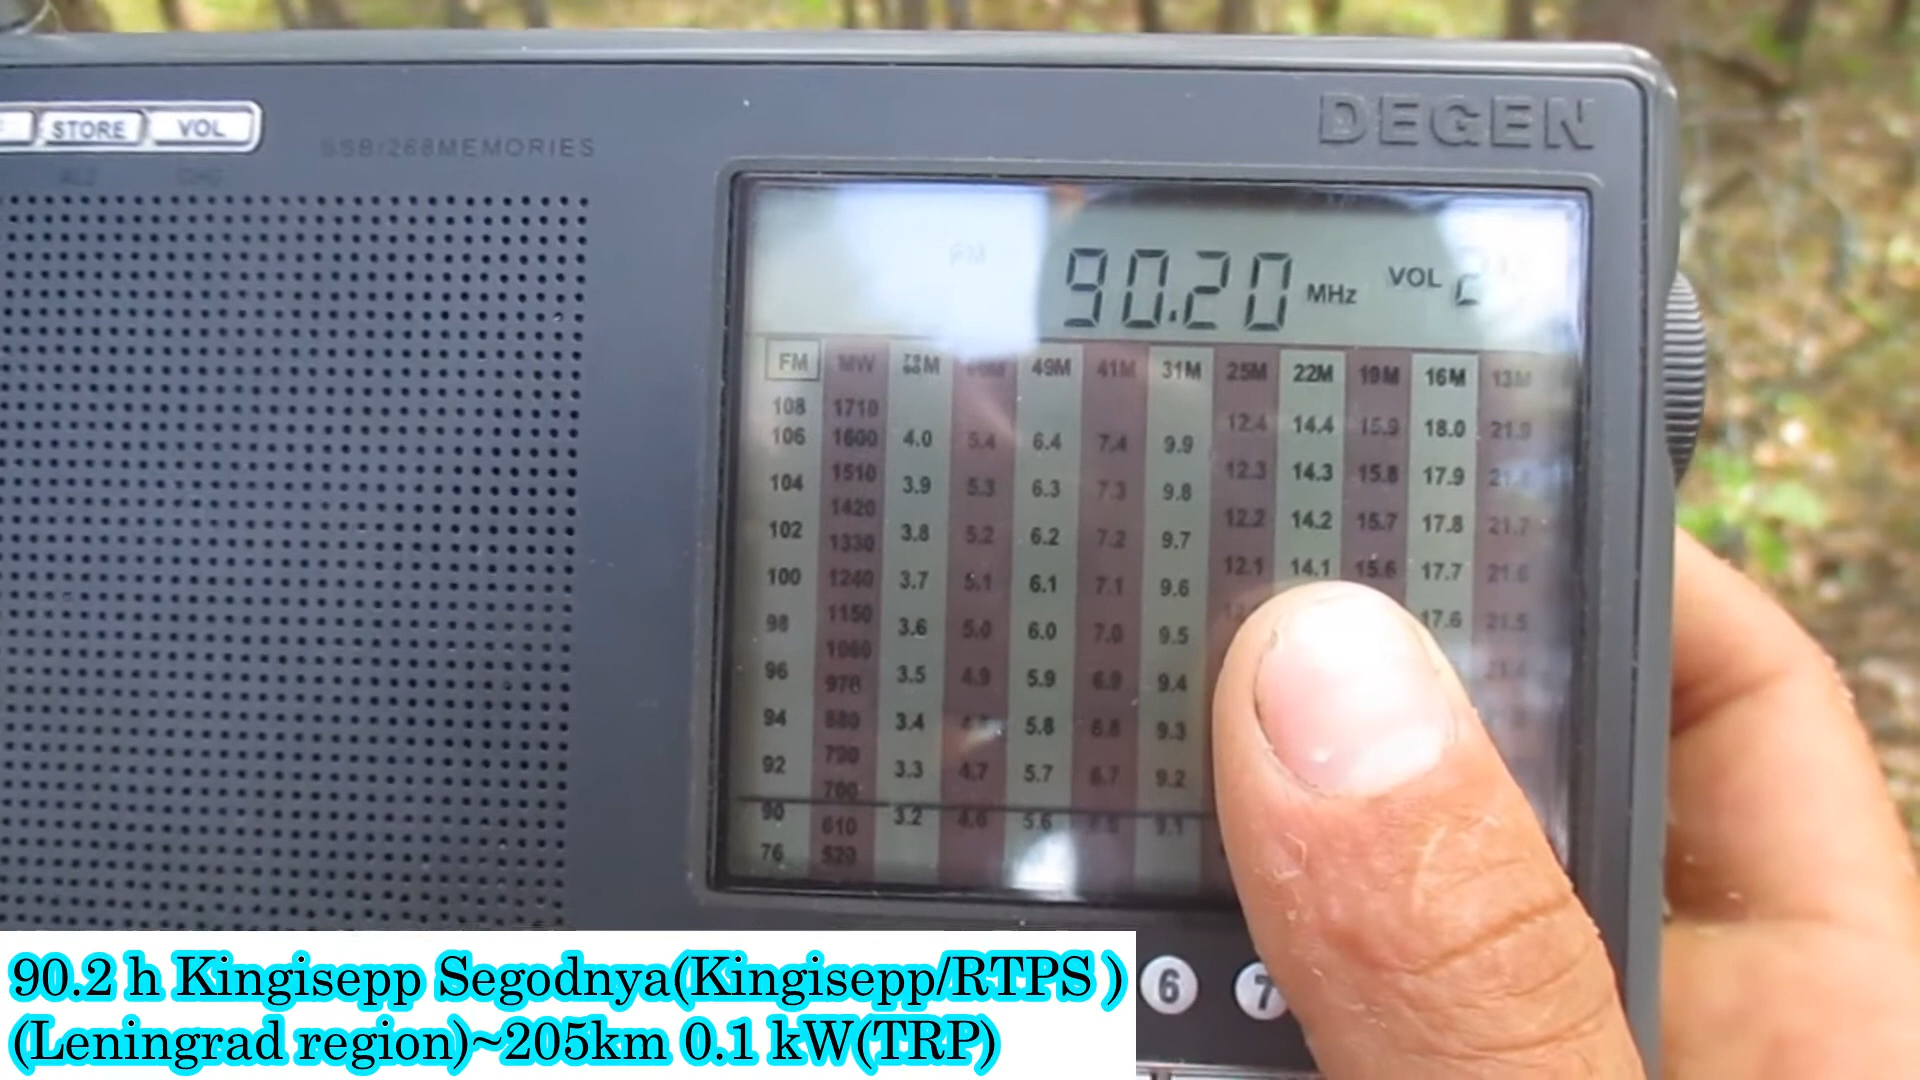 STORE VOL
SSB/268MEMORIES
DEGEN
FM 90.20 MHz VOL 2
FM MW 49M 41M 31M 25M 22M 19M 16M 13M
108 1710
12.4 14.4 15.9 18.0 21.9
106 1600 4.0 5.4 6.4 7.4 9.9
1510 12.3 14.3 15.8 17.9
104 3.9 5.3 6.3 7.3 9.8
1420 12.2 14.2 15.7 17.8 21.7
102 1330 3.8 5.2 6.2 7.2 9.7
12.1 14.1 15.6 17.7 21.6
100 1240 3.7 5.1 6.1 7.1 9.6
98 1150 3.6 5.0 6.0 7.0 9.5 17.6 21.5
1060
96 970 3.5 4.9 5.9 6.9 9.4
94 880 3.4 5.8 6.8 9.3
92 790 3.3 4.7 5.7 6.7 9.2
700
90 610 3.2 4.6 5.6 9.1
76 520
6 7
90.2 h Kingisepp Segodnya(Kingisepp/RTPS )
(Leningrad region)~205km 0.1 kW(TRP)